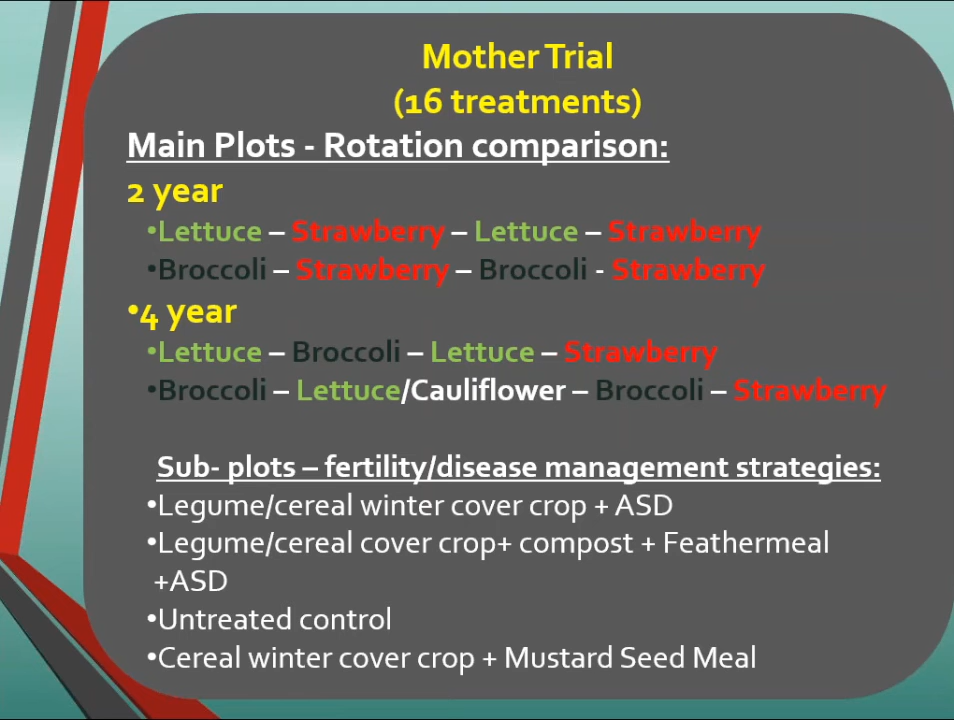 Mother Trial
(16 treatments)
Main Plots - Rotation comparison:
2 year
•Lettuce – Strawberry – Lettuce – Strawberry
•Broccoli – Strawberry – Broccoli - Strawberry
•4 year
•Lettuce – Broccoli – Lettuce – Strawberry
•Broccoli – Lettuce/Cauliflower – Broccoli – Strawberry
Sub- plots – fertility/disease management strategies:
•Legume/cereal winter cover crop + ASD
•Legume/cereal cover crop+ compost + Feathermeal
+ASD
•Untreated control
•Cereal winter cover crop + Mustard Seed Meal